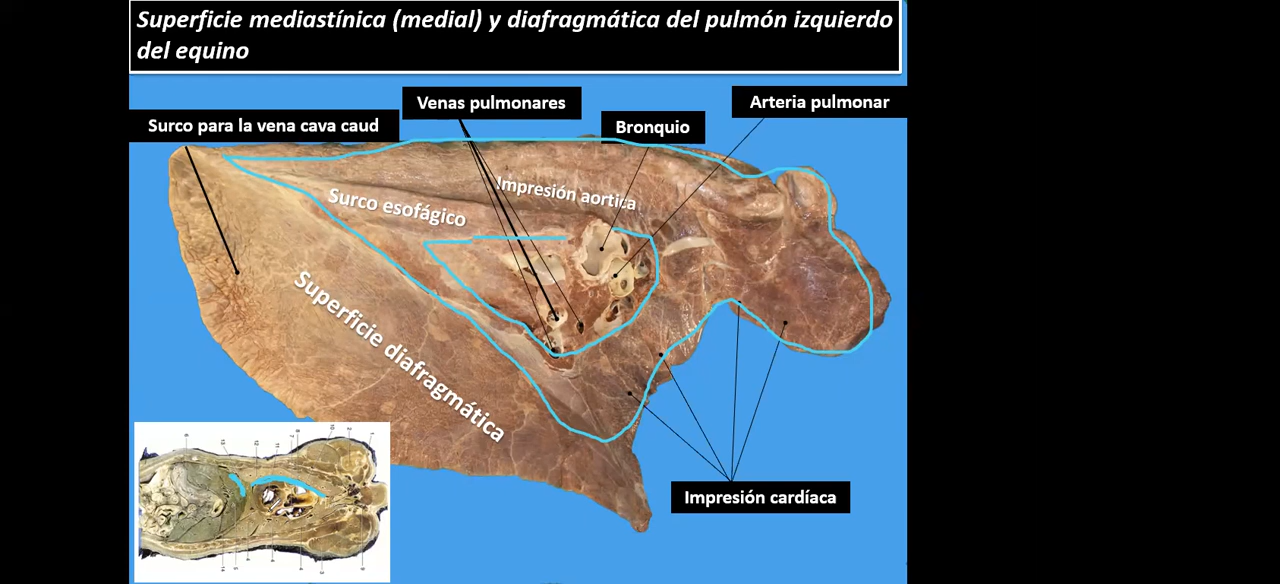 Superficie mediastínica (medial) y diafragmática del pulmón izquierdo
del equino
Venas pulmonares
Arteria pulmonar
Surco para la vena cava caud
Bronquio
Impresión aortica
Surco esofágico
Superficie diafragmática
Impresión cardíaca